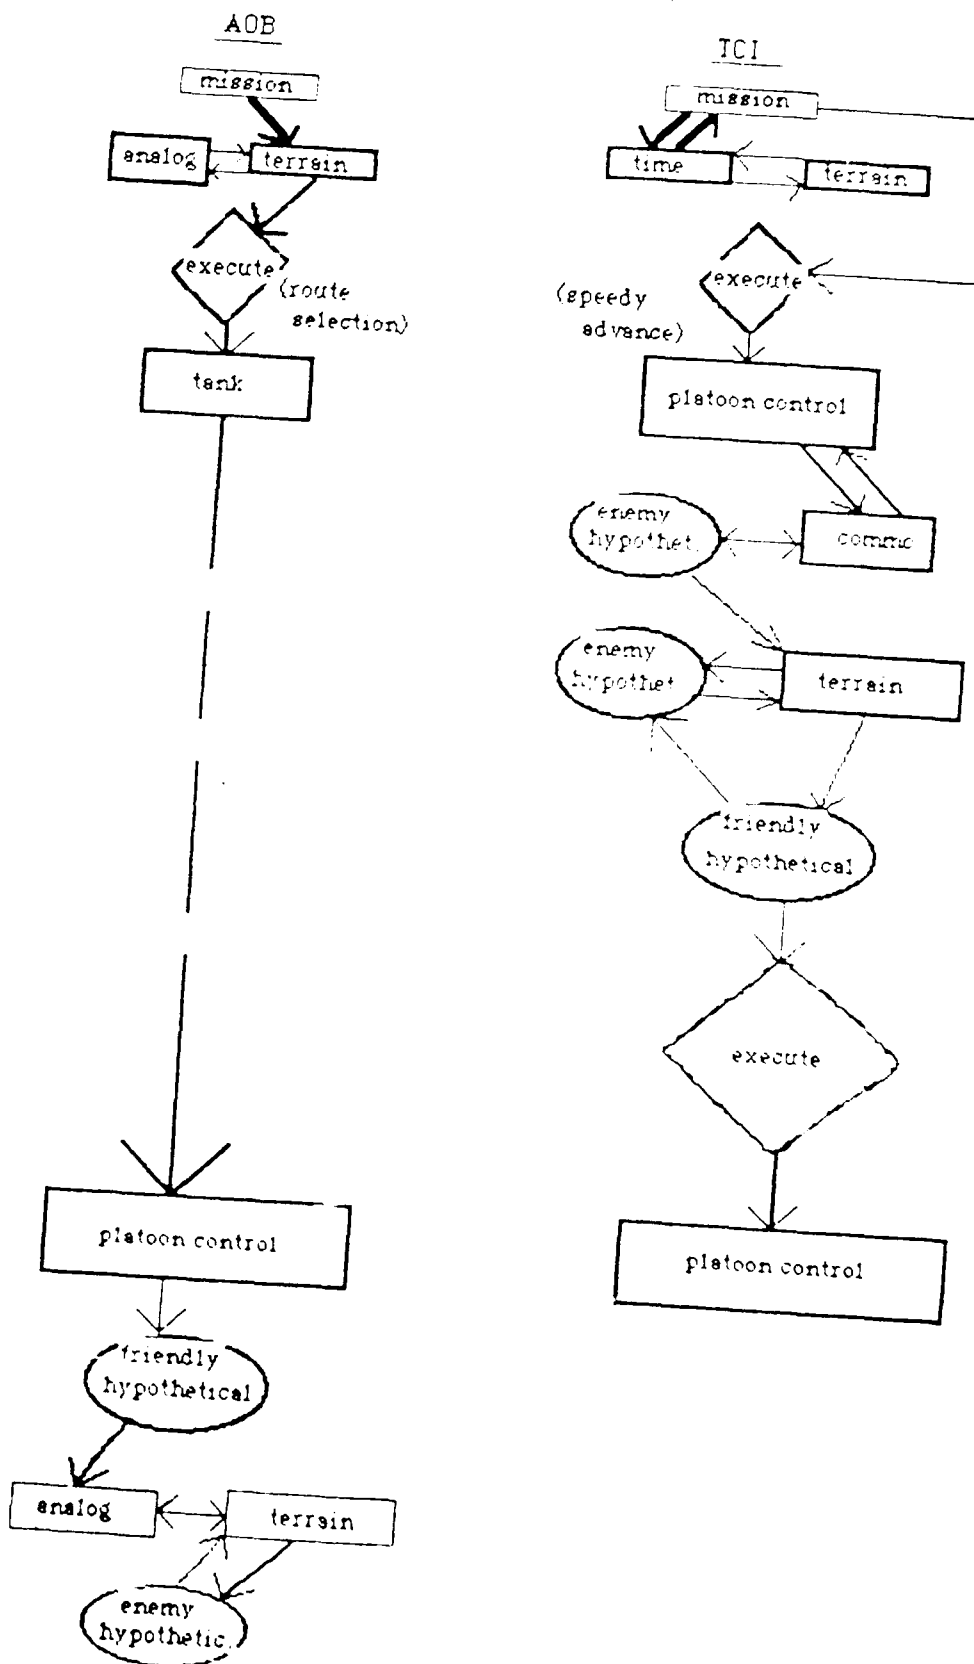 AOB
mission
analog
terrain
execute
(route
selection)
tank
platoon control
friendly
hypothetical
analog
terrain
enemy
hypothetic.
TCI
mission
time
terrain
execute
(speedy
advance)
platoon control
enemy
hypothet.
commo
enemy
hypothet
terrain
friendly
hypothetical
execute
platoon control